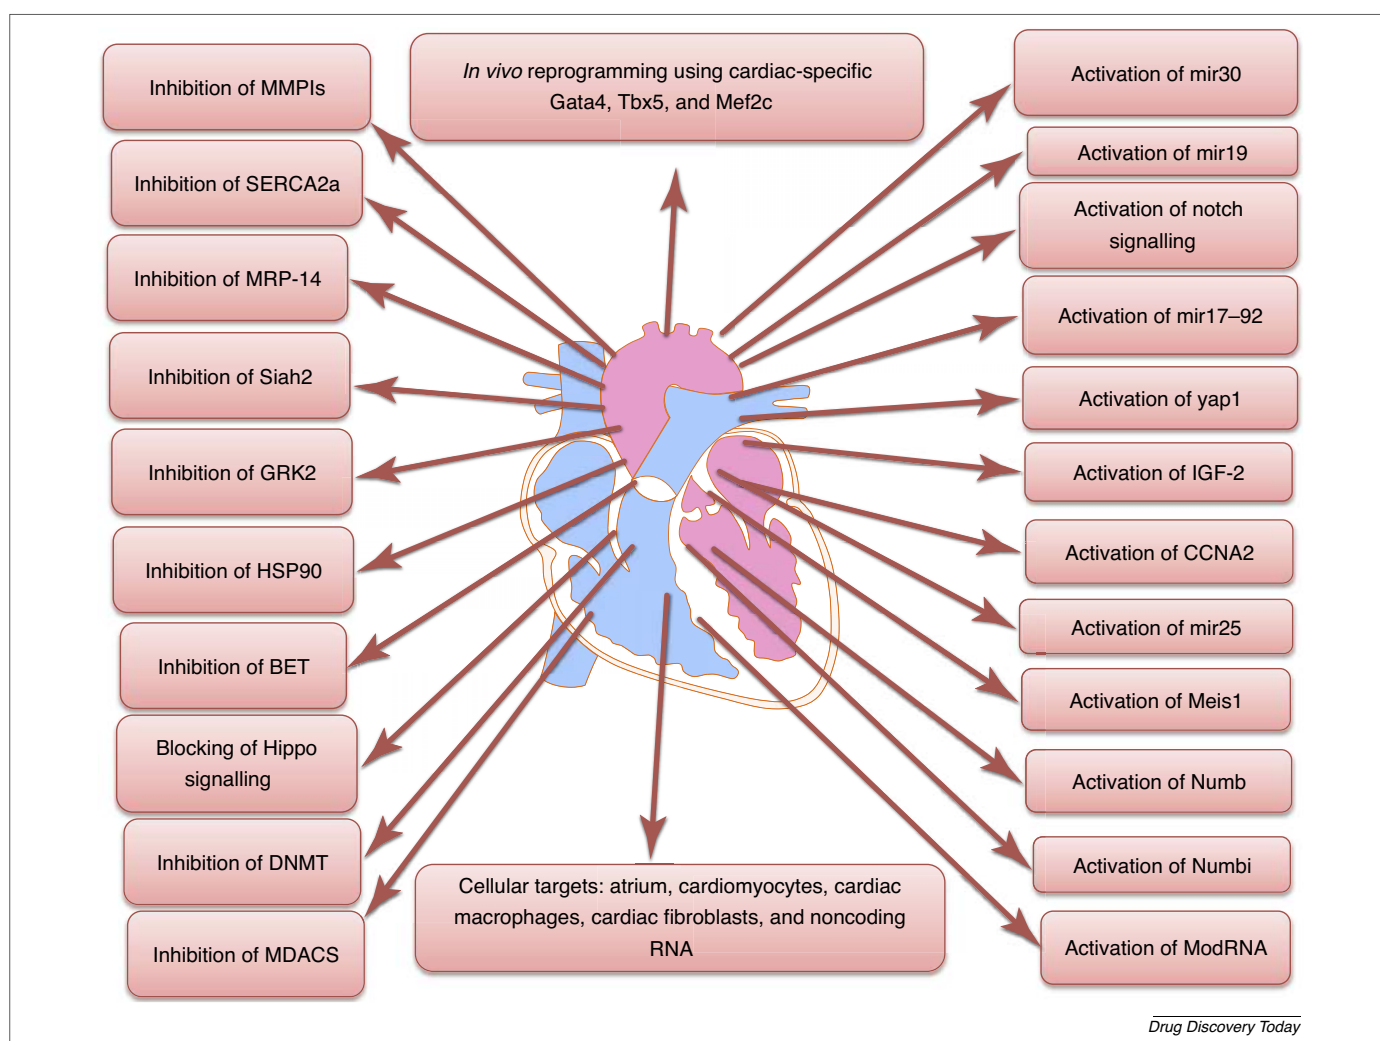 Inhibition of MMPIs
Inhibition of SERCA2a
Inhibition of MRP-14
Inhibition of Siah2
Inhibition of GRK2
Inhibition of HSP90
Inhibition of BET
Blocking of Hippo
signalling
Inhibition of DNMT
Inhibition of MDACS
In vivo reprogramming using cardiac-specific
Gata4, Tbx5, and Mef2c
Cellular targets: atrium, cardiomyocytes, cardiac
macrophages, cardiac fibroblasts, and noncoding
RNA
Activation of mir30
Activation of mir19
Activation of notch
signalling
Activation of mir17–92
Activation of yap1
Activation of IGF-2
Activation of CCNA2
Activation of mir25
Activation of Meis1
Activation of Numb
Activation of Numbi
Activation of ModRNA
Drug Discovery Today